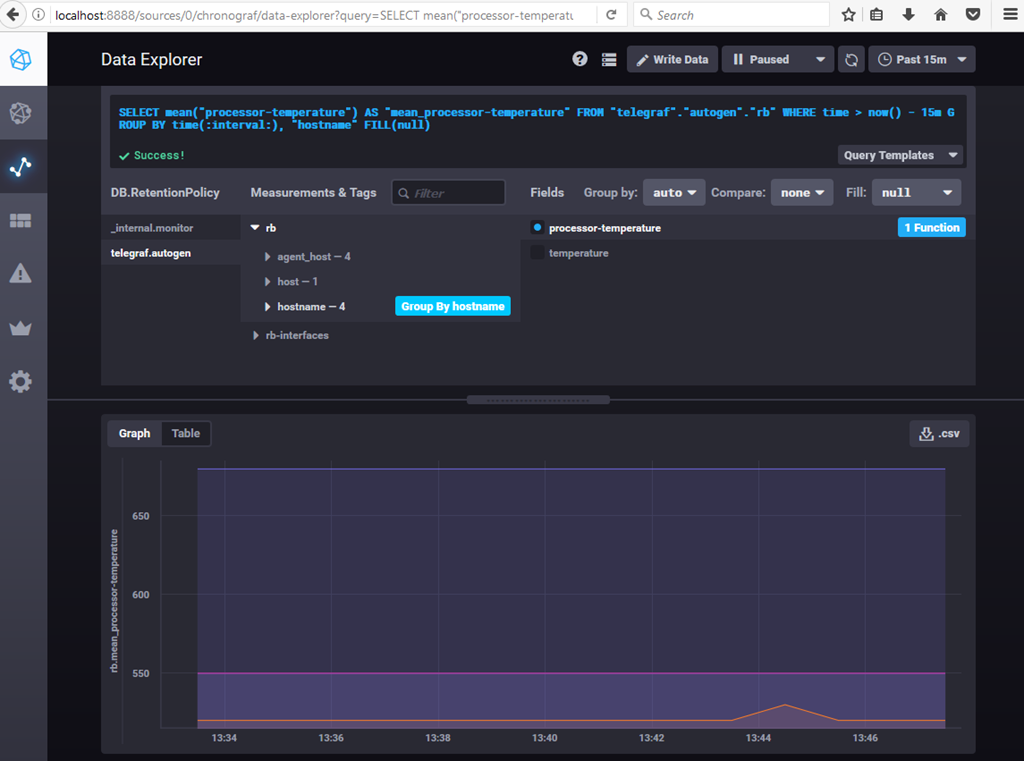 localhost:8888/sources/0/chronograf/data-explorer?query=SELECT mean("processor-temperatu
Search
Data Explorer
Write Data
Paused
Past 15m
SELECT mean("processor-temperature") AS "mean_processor-temperature" FROM "telegraf"."autogen"."rb" WHERE time > now() - 15m G
ROUP BY time(:interval:), "hostname" FILL(null)
Success!
Query Templates
DB.RetentionPolicy
Measurements & Tags
Filter
Fields
Group by:
auto
Compare:
none
Fill:
null
_internal.monitor
rb
processor-temperature
1 Function
telegraf.autogen
agent_host — 4
temperature
host — 1
hostname — 4
Group By hostname
rb-interfaces
Graph
Table
.csv
rb.mean_processor-temperature
650
600
550
13:34
13:36
13:38
13:40
13:42
13:44
13:46